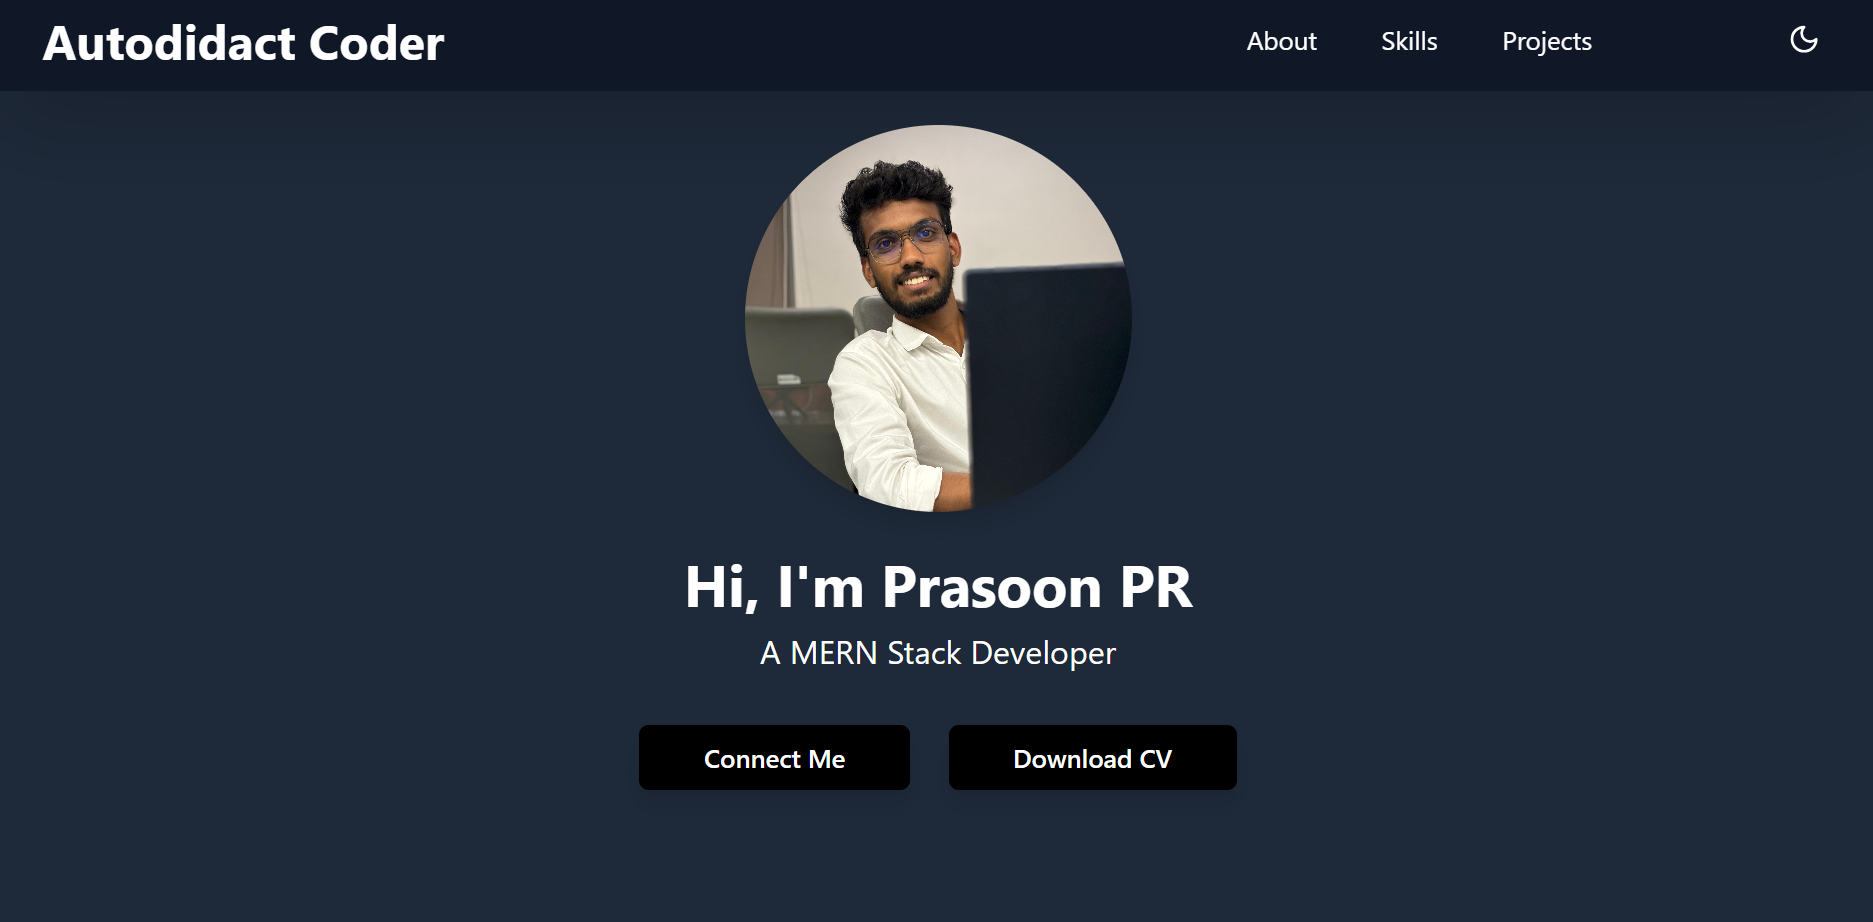 Autodidact Coder
About Skills Projects
Hi, I'm Prasoon PR
A MERN Stack Developer
Connect Me
Download CV